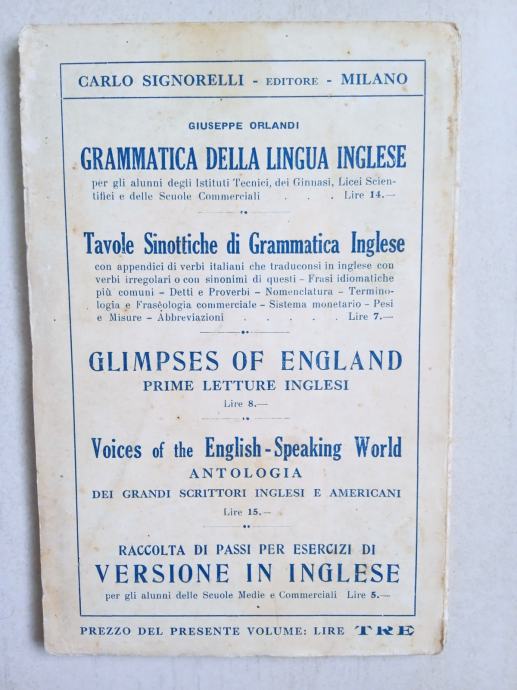 CARLO SIGNORELLI - EDITORE - MILANO
GIUSEPPE ORLANDI
GRAMMATICA DELLA LINGUA INGLESE
per gli alunni degli Istituti Tecnici, dei Ginnasi, Licei Scien-
tifici e delle Scuole Commerciali . . . Lire 14.—
Tavole Sinottiche di Grammatica Inglese
con appendici di verbi italiani che traduconsi in inglese con
verbi irregolari o con sinonimi di questi - Frasi idiomatiche
più comuni - Detti e Proverbi - Nomenclatura - Termino-
logia e Fraseologia commerciale - Sistema monetario - Pesi
e Misure - Abbreviazioni . . . . . Lire 7.—
GLIMPSES OF ENGLAND
PRIME LETTURE INGLESI
Lire 8.—
Voices of the English-Speaking World
ANTOLOGIA
DEI GRANDI SCRITTORI INGLESI E AMERICANI
Lire 15.—
RACCOLTA DI PASSI PER ESERCIZI DI
VERSIONE IN INGLESE
per gli alunni delle Scuole Medie e Commerciali Lire 5.—
PREZZO DEL PRESENTE VOLUME: LIRE TRE